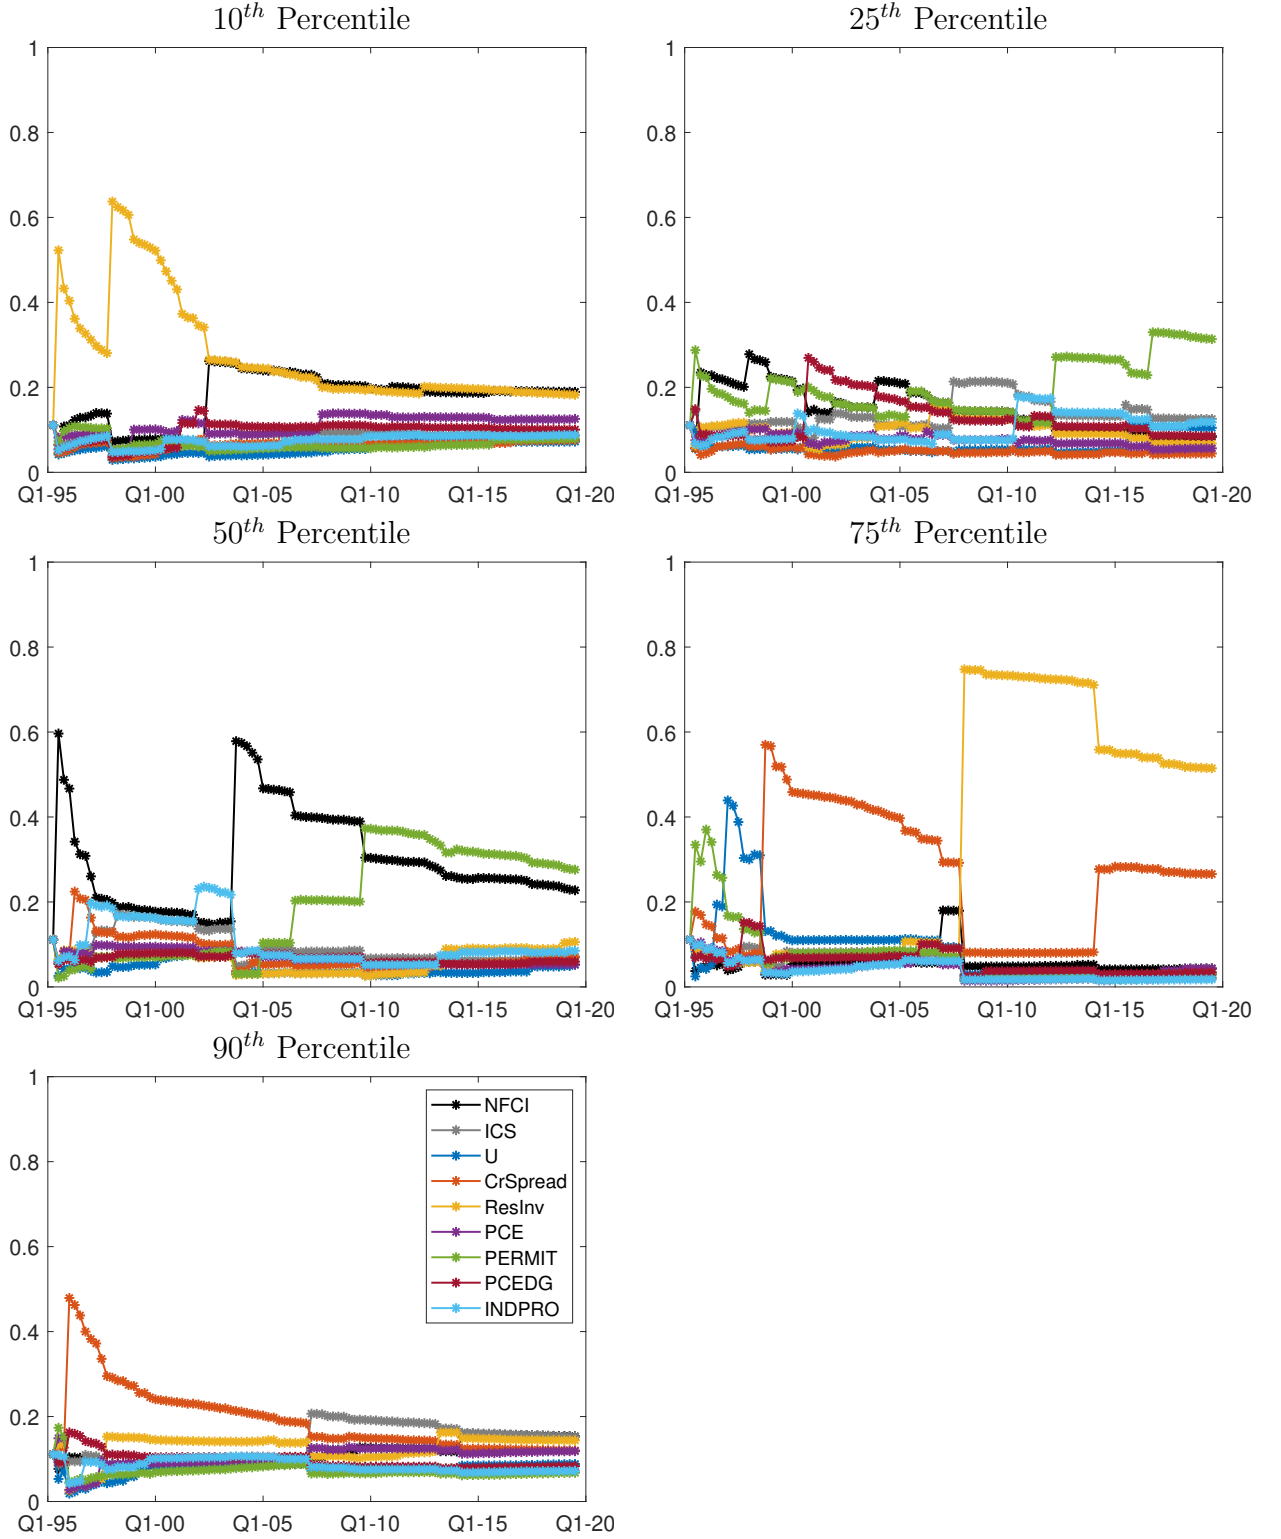 10th Percentile
25th Percentile
1
0.8
0.6
0.4
0.2
0
Q1-95 Q1-00 Q1-05 Q1-10 Q1-15 Q1-20
1
0.8
0.6
0.4
0.2
0
Q1-95 Q1-00 Q1-05 Q1-10 Q1-15 Q1-20
50th Percentile
75th Percentile
1
0.8
0.6
0.4
0.2
0
Q1-95 Q1-00 Q1-05 Q1-10 Q1-15 Q1-20
1
0.8
0.6
0.4
0.2
0
Q1-95 Q1-00 Q1-05 Q1-10 Q1-15 Q1-20
90th Percentile
1
0.8
0.6
0.4
0.2
0
Q1-95 Q1-00 Q1-05 Q1-10 Q1-15 Q1-20
NFCI
ICS
U
CrSpread
ResInv
PCE
PERMIT
PCEDG
INDPRO